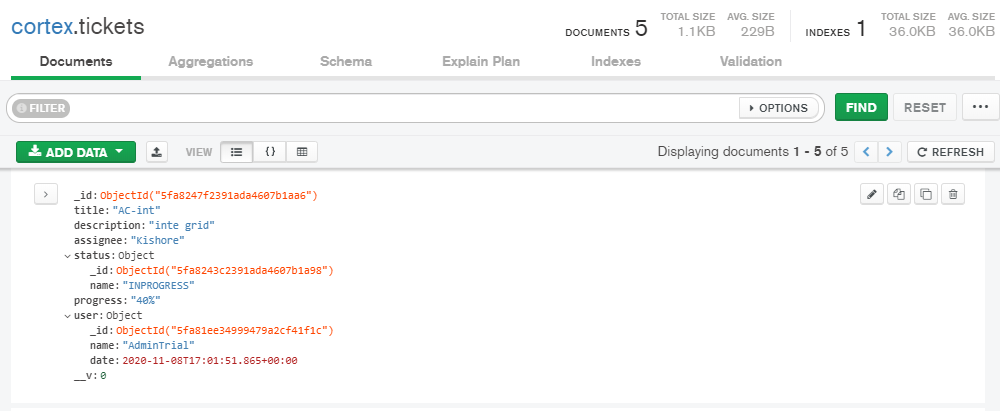 cortex.tickets
DOCUMENTS 5 TOTAL SIZE 1.1KB AVG. SIZE 229B INDEXES 1 TOTAL SIZE 36.0KB AVG. SIZE 36.0KB
Documents Aggregations Schema Explain Plan Indexes Validation
FILTER OPTIONS FIND RESET ...
ADD DATA VIEW {} Displaying documents 1 - 5 of 5 < > REFRESH
_id:ObjectId("5fa8247f2391ada4607b1aa6")
title:"AC-int"
description:"inte grid"
assignee:"Kishore"
status:Object
_id:ObjectId("5fa8243c2391ada4607b1a98")
name:"INPROGRESS"
progress:"40%"
user:Object
_id:ObjectId("5fa81ee34999479a2cf41f1c")
name:"AdminTrial"
date:2020-11-08T17:01:51.865+00:00
__v:0